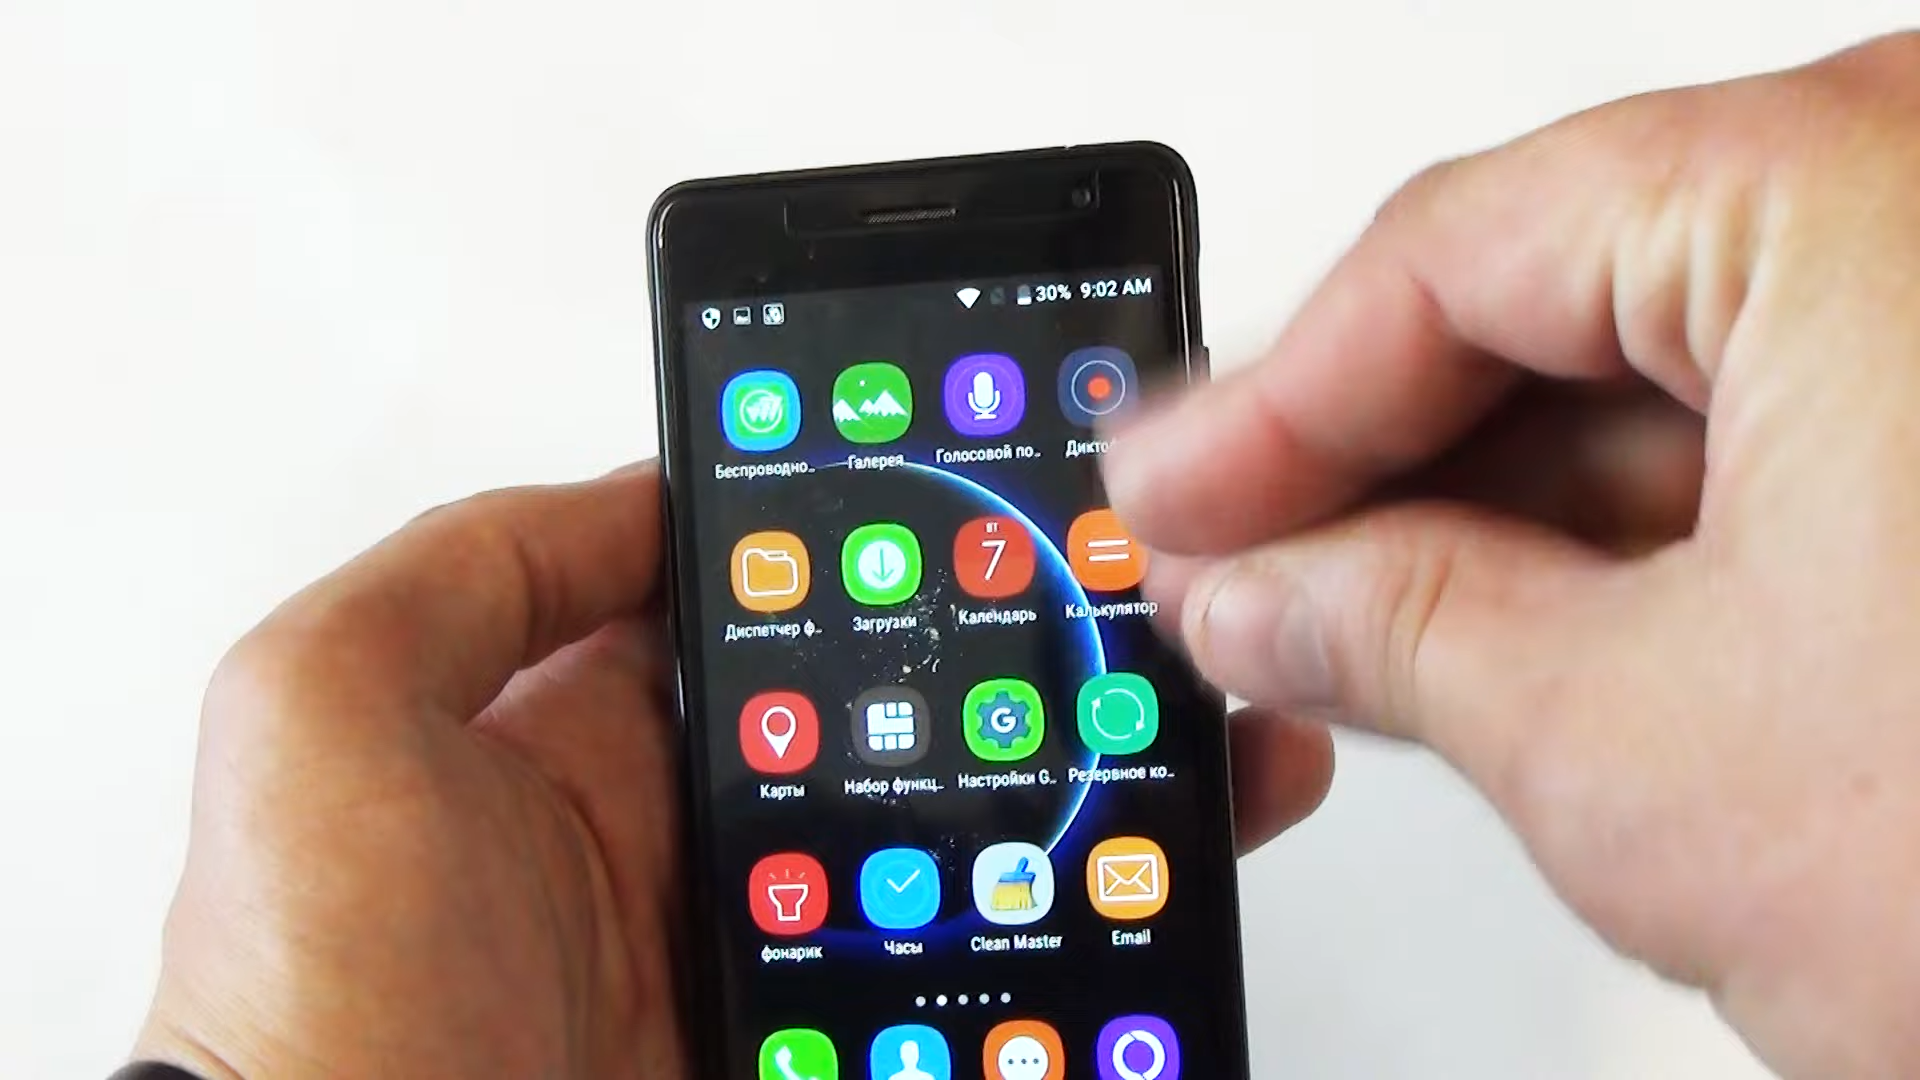 30% 9:02 AM
Беспроводно…
Галерея
Голосовой по…
ВТ
7
Диспетчер ф…
Загрузки
Календарь
Калькулятор
G
Карты
Набор функц…
Настройки G…
Резервное ко…
фонарик
Часы
Clean Master
Email